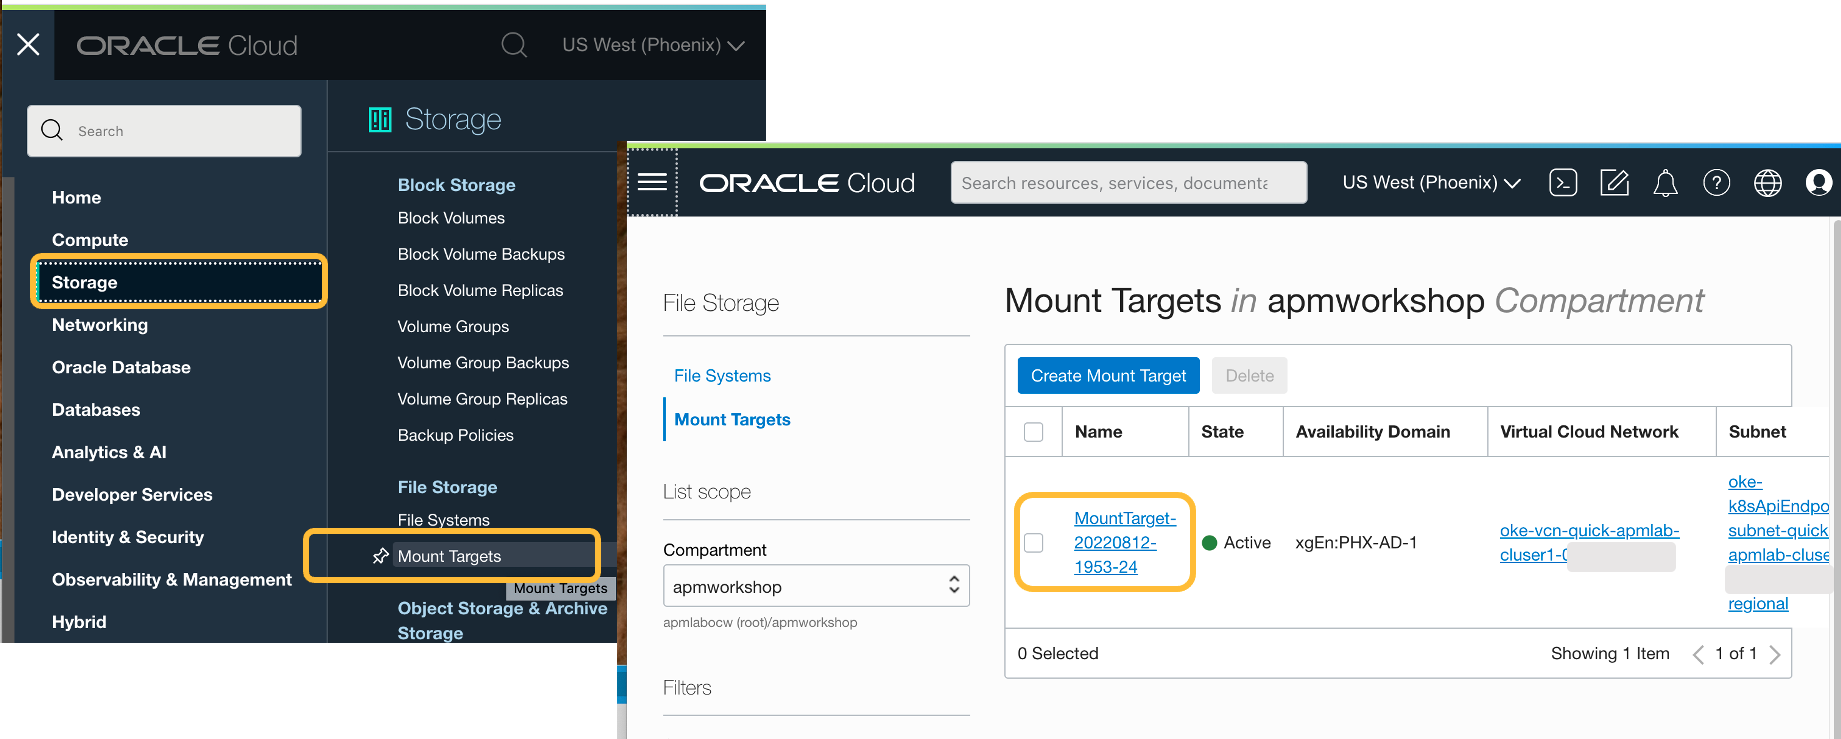 ORACLE Cloud
US West (Phoenix)
Search
Home
Compute
Storage
Networking
Oracle Database
Databases
Analytics & AI
Developer Services
Identity & Security
Observability & Management
Hybrid
Storage
Block Storage
Block Volumes
Block Volume Backups
Block Volume Replicas
Volume Groups
Volume Group Backups
Volume Group Replicas
Backup Policies
File Storage
File Systems
Mount Targets
Mount Targets
Object Storage & Archive
Storage
ORACLE Cloud
Search resources, services, documenta
US West (Phoenix)
File Storage
File Systems
Mount Targets
List scope
Compartment
apmworkshop
apmlabocw (root)/apmworkshop
Filters
Mount Targets in apmworkshop Compartment
Create Mount Target
Delete
Name
State
Availability Domain
Virtual Cloud Network
Subnet
MountTarget-
20220812-
1953-24
Active
xgEn:PHX-AD-1
oke-vcn-quick-apmlab-
cluser1-0
oke-
k8sApiEndpo
subnet-quick
apmlab-cluse
regional
0 Selected
Showing 1 Item
1 of 1